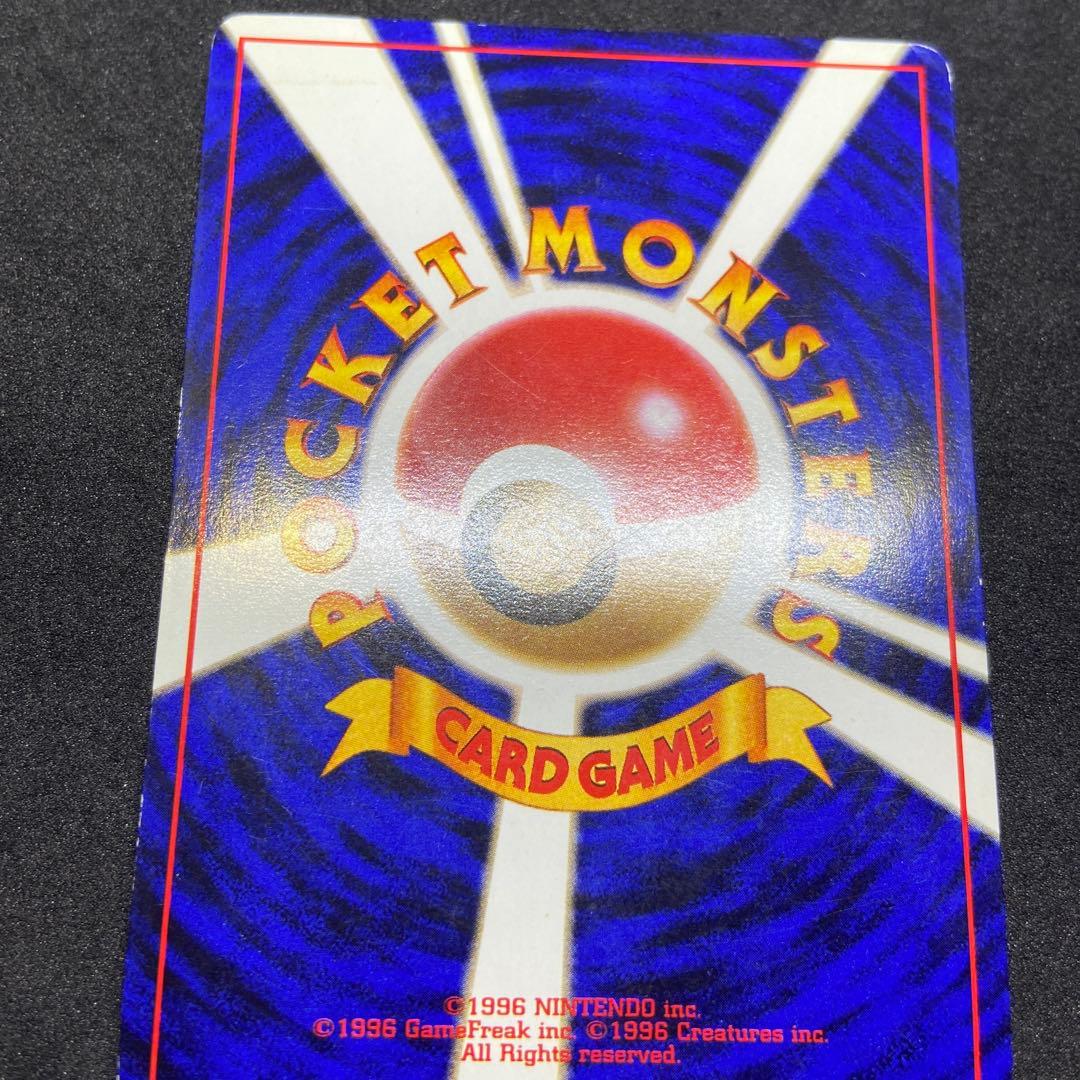 POCKET MONSTERS
CARD GAME
©1996 NINTENDO inc.
©1996 GameFreak inc. ©1996 Creatures inc.
All Rights reserved.